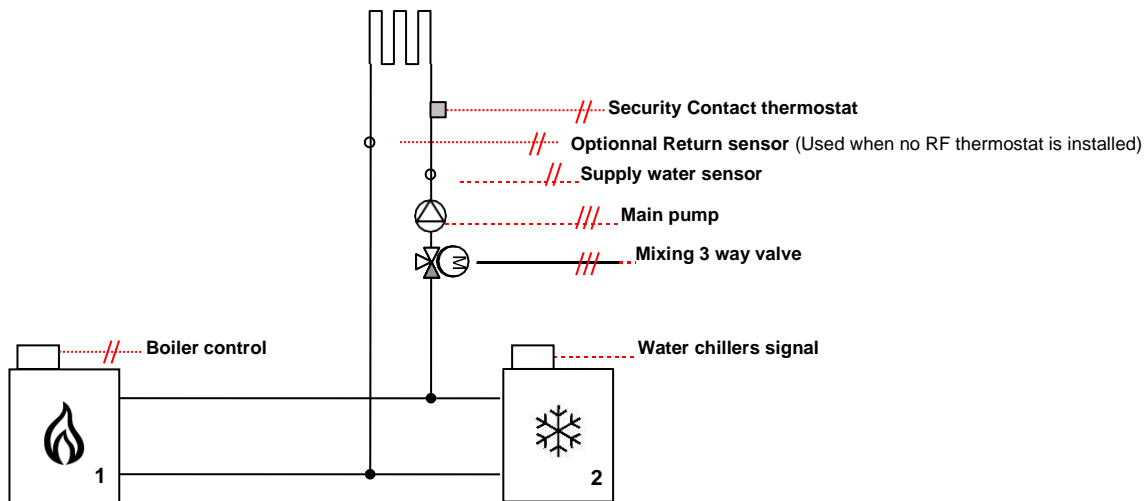 Security Contact thermostat
Optionnal Return sensor (Used when no RF thermostat is installed)
Supply water sensor
Main pump
M
Mixing 3 way valve
Boiler control
Water chillers signal
1
2